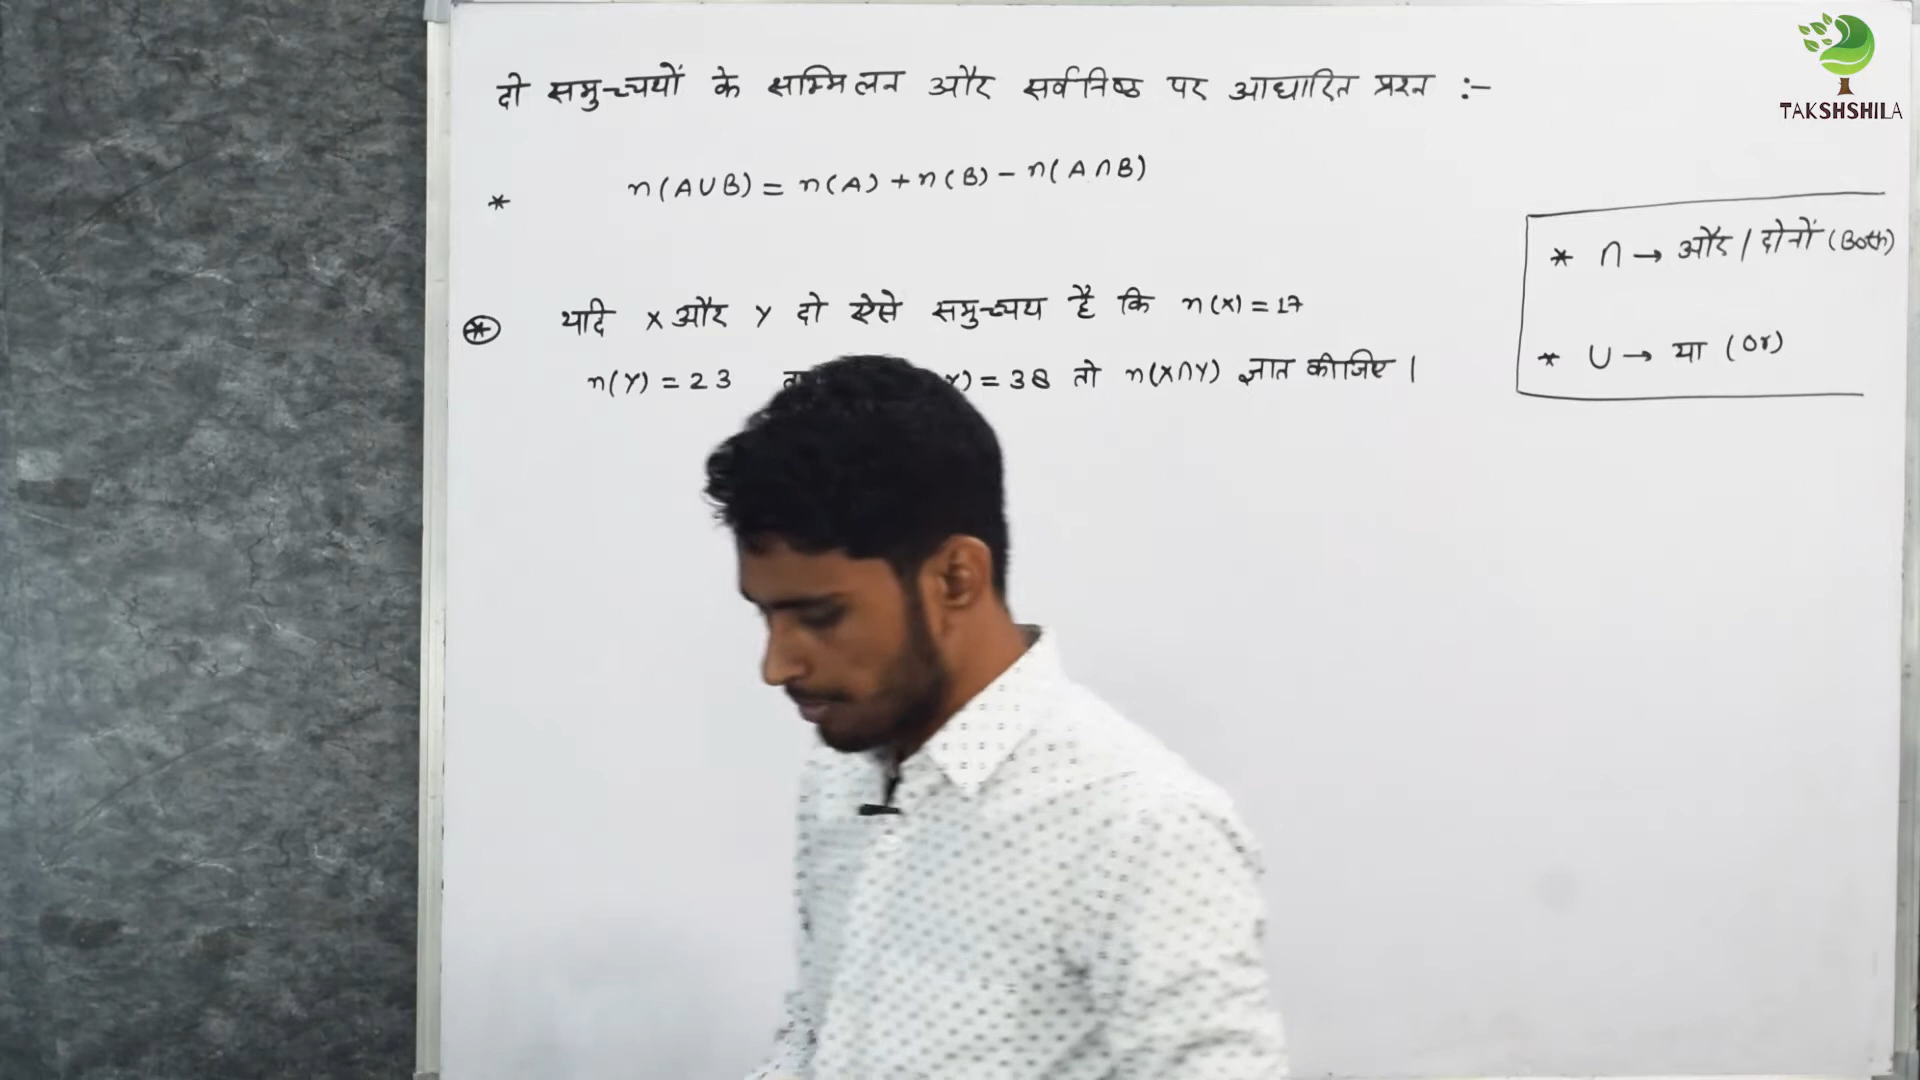 दो समुच्चयों के सम्मिलन और सर्वनिष्ठ पर आधारित प्रश्न :-
* n(A∪B) = n(A) + n(B) - n(A∩B)
* यदि X और Y दो ऐसे समुच्चय है कि n(X) = 17
n(Y) = 23 Y) = 38 तो n(X∩Y) ज्ञात कीजिए।
* ∩ → और / दोनों (Both)
* ∪ → या (Or)
TAKSHSHILA